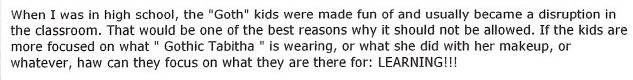 When I was in high school, the "Goth" kids were made fun of and usually became a disruption in
the classroom. That would be one of the best reasons why it should not be allowed. If the kids are
more focused on what " Gothic Tabitha " is wearing, or what she did with her makeup, or
whatever, haw can they focus on what they are there for: LEARNING!!!